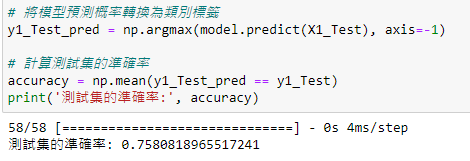 # 將模型預測概率轉換為類別標籤
y1_Test_pred = np.argmax(model.predict(X1_Test), axis=-1)
# 計算測試集的準確率
accuracy = np.mean(y1_Test_pred == y1_Test)
print('測試集的準確率:', accuracy)
58/58 [==============================] - 0s 4ms/step
測試集的準確率: 0.7580818965517241